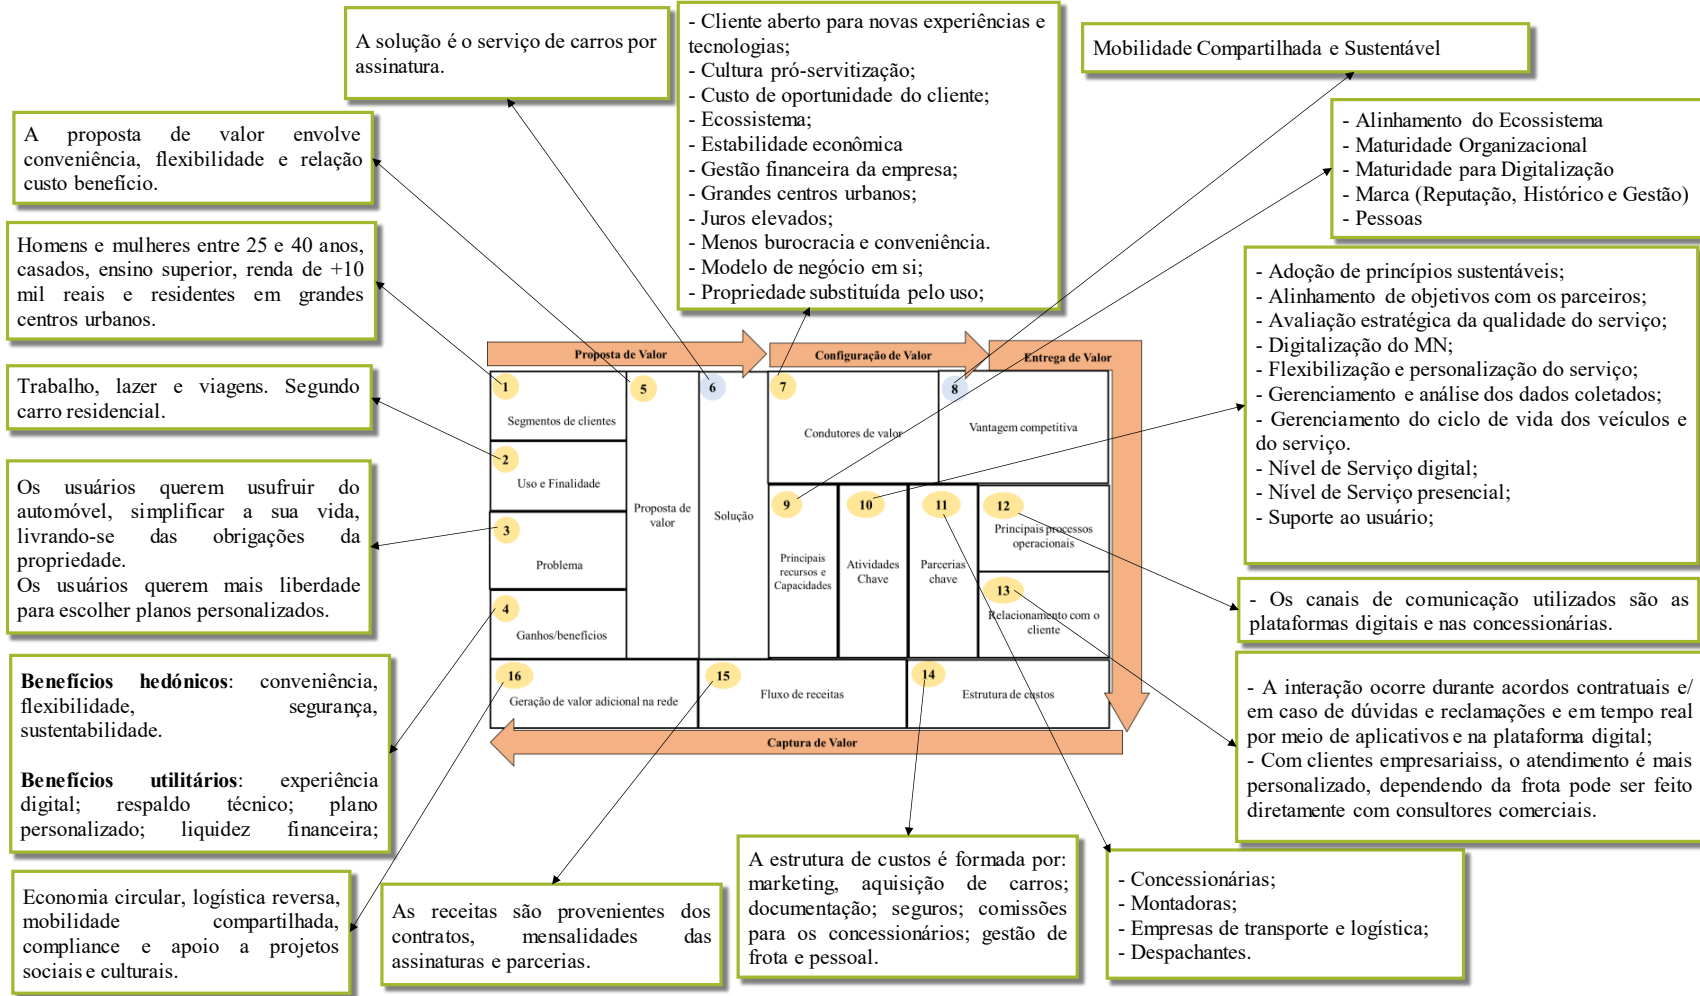 A solução é o serviço de carros por
assinatura.
- Cliente aberto para novas experiências e
tecnologias;
- Cultura pró-servitização;
- Custo de oportunidade do cliente;
- Ecossistema;
- Estabilidade econômica
- Gestão financeira da empresa;
- Grandes centros urbanos;
- Juros elevados;
- Menos burocracia e conveniência.
- Modelo de negócio em si;
- Propriedade substituída pelo uso;
Mobilidade Compartilhada e Sustentável
A proposta de valor envolve
conveniência, flexibilidade e relação
custo benefício.
- Alinhamento do Ecossistema
- Maturidade Organizacional
- Maturidade para Digitalização
- Marca (Reputação, Histórico e Gestão)
- Pessoas
Homens e mulheres entre 25 e 40 anos,
casados, ensino superior, renda de +10
mil reais e residentes em grandes
centros urbanos.
- Adoção de princípios sustentáveis;
- Alinhamento de objetivos com os parceiros;
- Avaliação estratégica da qualidade do serviço;
- Digitalização do MN;
- Flexibilização e personalização do serviço;
- Gerenciamento e análise dos dados coletados;
- Gerenciamento do ciclo de vida dos veículos e
do serviço.
- Nível de Serviço digital;
- Nível de Serviço presencial;
- Suporte ao usuário;
Trabalho, lazer e viagens. Segundo
carro residencial.
Os usuários querem usufruir do
automóvel, simplificar a sua vida,
livrando-se das obrigações da
propriedade.
Os usuários querem mais liberdade
para escolher planos personalizados.
Proposta de Valor
Configuração de Valor
Entrega de Valor
1
Segmentos de clientes
2
Uso e Finalidade
3
Problema
4
Ganhos/benefícios
5
Proposta de
valor
6
Solução
7
Condutores de valor
8
Vantagem competitiva
9
Principais
recursos e
Capacidades
10
Atividades
Chave
11
Parcerias
chave
12
Principais processos
operacionais
13
Relacionamento com o
cliente
16
Geração de valor adicional na rede
15
Fluxo de receitas
14
Estrutura de custos
Captura de Valor
- Os canais de comunicação utilizados são as
plataformas digitais e nas concessionárias.
Benefícios hedónicos: conveniência,
flexibilidade, segurança,
sustentabilidade.
Benefícios utilitários: experiência
digital; respaldo técnico; plano
personalizado; liquidez financeira;
- A interação ocorre durante acordos contratuais e/
em caso de dúvidas e reclamações e em tempo real
por meio de aplicativos e na plataforma digital;
- Com clientes empresariaiss, o atendimento é mais
personalizado, dependendo da frota pode ser feito
diretamente com consultores comerciais.
Economia circular, logística reversa,
mobilidade compartilhada,
compliance e apoio a projetos
sociais e culturais.
As receitas são provenientes dos
contratos, mensalidades das
assinaturas e parcerias.
A estrutura de custos é formada por:
marketing, aquisição de carros;
documentação; seguros; comissões
para os concessionários; gestão de
frota e pessoal.
- Concessionárias;
- Montadoras;
- Empresas de transporte e logística;
- Despachantes.